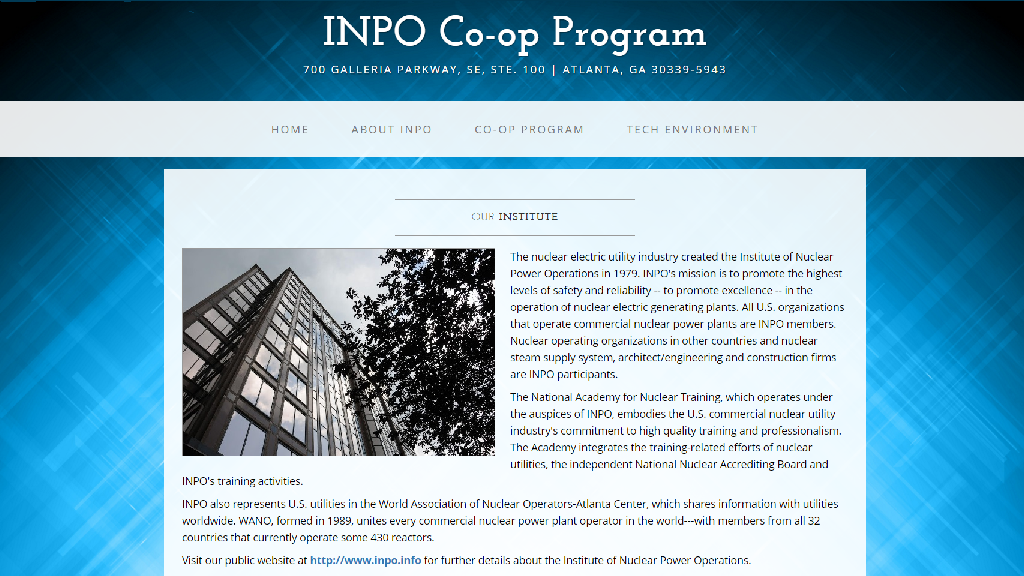 INPO Co-op Program
700 GALLERIA PARKWAY, SE, STE. 100 | ATLANTA, GA 30339-5943
HOME ABOUT INPO CO-OP PROGRAM TECH ENVIRONMENT
OUR INSTITUTE
The nuclear electric utility industry created the Institute of Nuclear
Power Operations in 1979. INPO's mission is to promote the highest
levels of safety and reliability -- to promote excellence -- in the
operation of nuclear electric generating plants. All U.S. organizations
that operate commercial nuclear power plants are INPO members.
Nuclear operating organizations in other countries and nuclear
steam supply system, architect/engineering and construction firms
are INPO participants.
The National Academy for Nuclear Training, which operates under
the auspices of INPO, embodies the U.S. commercial nuclear utility
industry's commitment to high quality training and professionalism.
The Academy integrates the training-related efforts of nuclear
utilities, the independent National Nuclear Accrediting Board and
INPO's training activities.
INPO also represents U.S. utilities in the World Association of Nuclear Operators-Atlanta Center, which shares information with utilities
worldwide. WANO, formed in 1989, unites every commercial nuclear power plant operator in the world---with members from all 32
countries that currently operate some 430 reactors.
Visit our public website at http://www.inpo.info for further details about the Institute of Nuclear Power Operations.